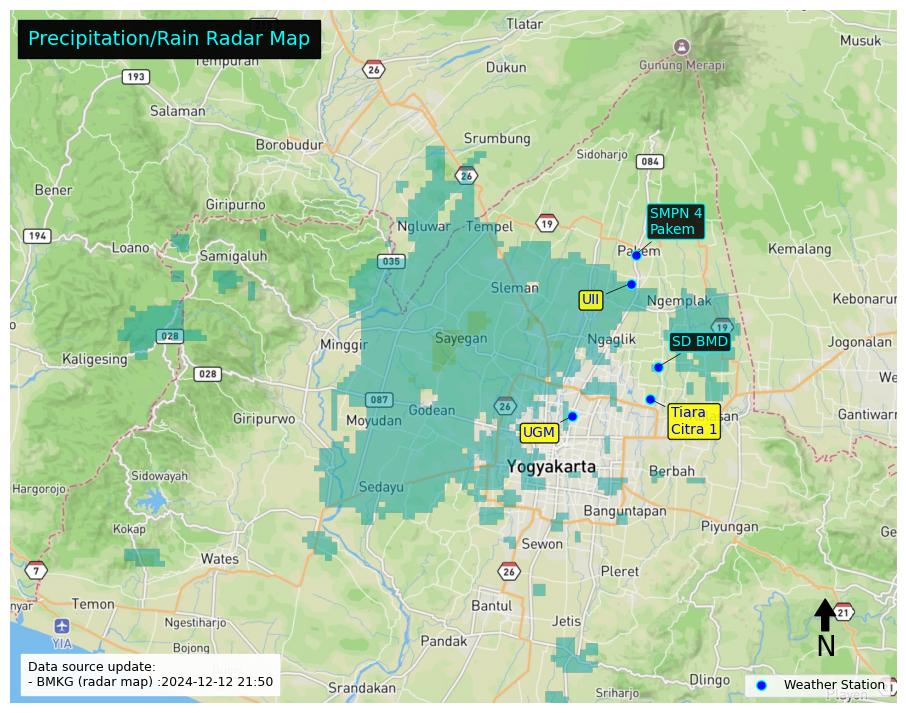 Precipitation/Rain Radar Map
Tlatar
Musuk
26
Gunung Merapi
193
Dukun
Salaman
Srumbung
Borobudur
Sidoharjo
084
26
Bener
Giripurno
SMPN 4
Pakem
19
Ngluwar
Tempel
194
Loano
Samigaluh
035
Pakem
Kemalang
Sleman
UII
Ngemplak
Kebonarum
028
19
Minggir
Sayegan
Ngaglik
SD BMD
Jogonalan
Kaligesing
028
087
Godean
26
Tiara
Citra 1
Giripurwo
Moyudan
UGM
Gantiwarn
Yogyakarta
Berbah
Hargorojo
Sidowayah
Sedayu
Banguntapan
Kokap
Piyungan
Wates
Sewon
7
26
Pleret
Temon
Bantul
21
Ngestiharjo
Jetis
YIA
Bojong
Pandak
N
Data source update:
- BMKG (radar map) :2024-12-12 21:50
Srandakan
Dlingo
Weather Station
Sriharjo